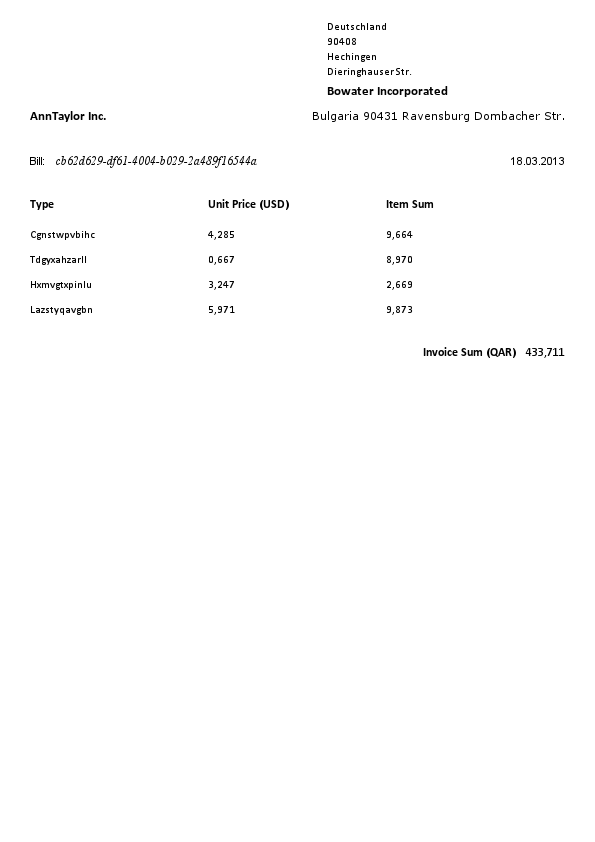 Deutschland
90408
Hechingen
Dieringhauser Str.
Bowater Incorporated
AnnTaylor Inc. Bulgaria 90431 Ravensburg Dombacher Str.
Bill: cb62d629-df61-4004-b029-2a489f16544a 18.03.2013
Type Unit Price (USD) Item Sum
Cgnstwpvbihc 4,285 9,664
Tdgyxahzarll 0,667 8,970
Hxmvgtxpinlu 3,247 2,669
Lazstyqavgbn 5,971 9,873
Invoice Sum (QAR) 433,711